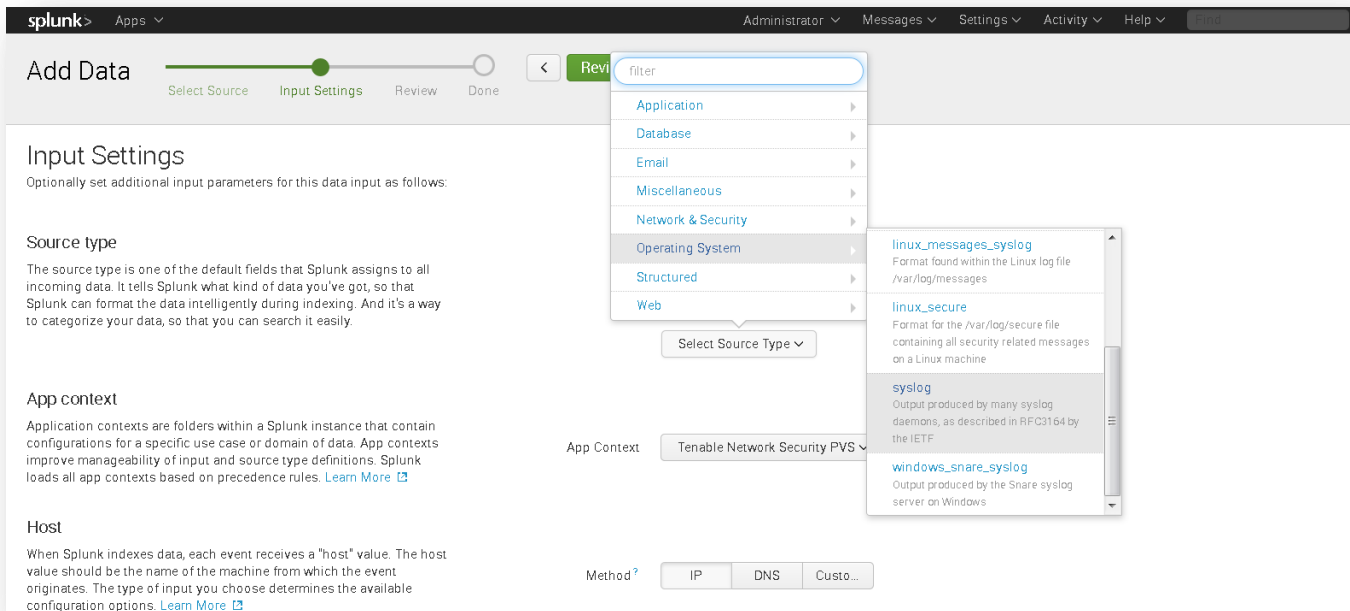 splunk> Apps Administrator Messages Settings Activity Help Find
Add Data
Select Source Input Settings Review Done
Revi
filter
Application
Database
Email
Miscellaneous
Network & Security
Operating System
Structured
Web
linux_messages_syslog
Format found within the Linux log file
/var/log/messages
linux_secure
Format for the /var/log/secure file
containing all security related messages
on a Linux machine
syslog
Output produced by many syslog
daemons, as described in RFC3164 by
the IETF
windows_snare_syslog
Output produced by the Snare syslog
server on Windows
Input Settings
Optionally set additional input parameters for this data input as follows:
Source type
The source type is one of the default fields that Splunk assigns to all
incoming data. It tells Splunk what kind of data you've got, so that
Splunk can format the data intelligently during indexing. And it's a way
to categorize your data, so that you can search it easily.
Select Source Type
App context
Application contexts are folders within a Splunk instance that contain
configurations for a specific use case or domain of data. App contexts
improve manageability of input and source type definitions. Splunk
loads all app contexts based on precedence rules. Learn More
App Context Tenable Network Security PVS
Host
When Splunk indexes data, each event receives a "host" value. The host
value should be the name of the machine from which the event
originates. The type of input you choose determines the available
configuration options. Learn More
Method ? IP DNS Custo...